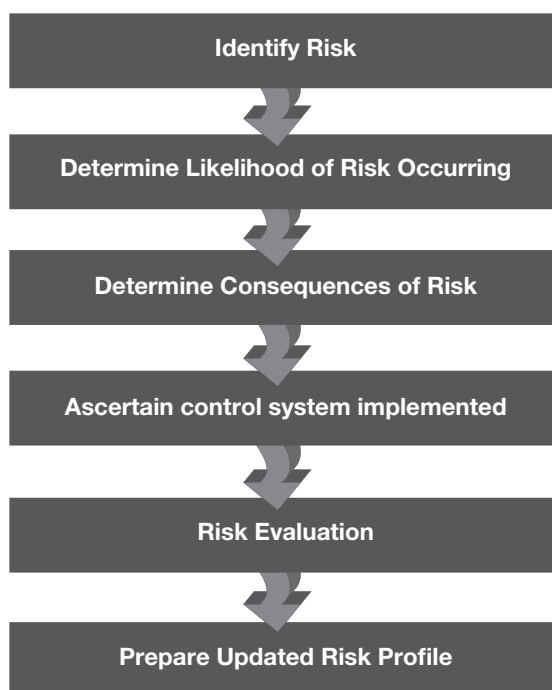 Identify Risk
Determine Likelihood of Risk Occurring
Determine Consequences of Risk
Ascertain control system implemented
Risk Evaluation
Prepare Updated Risk Profile